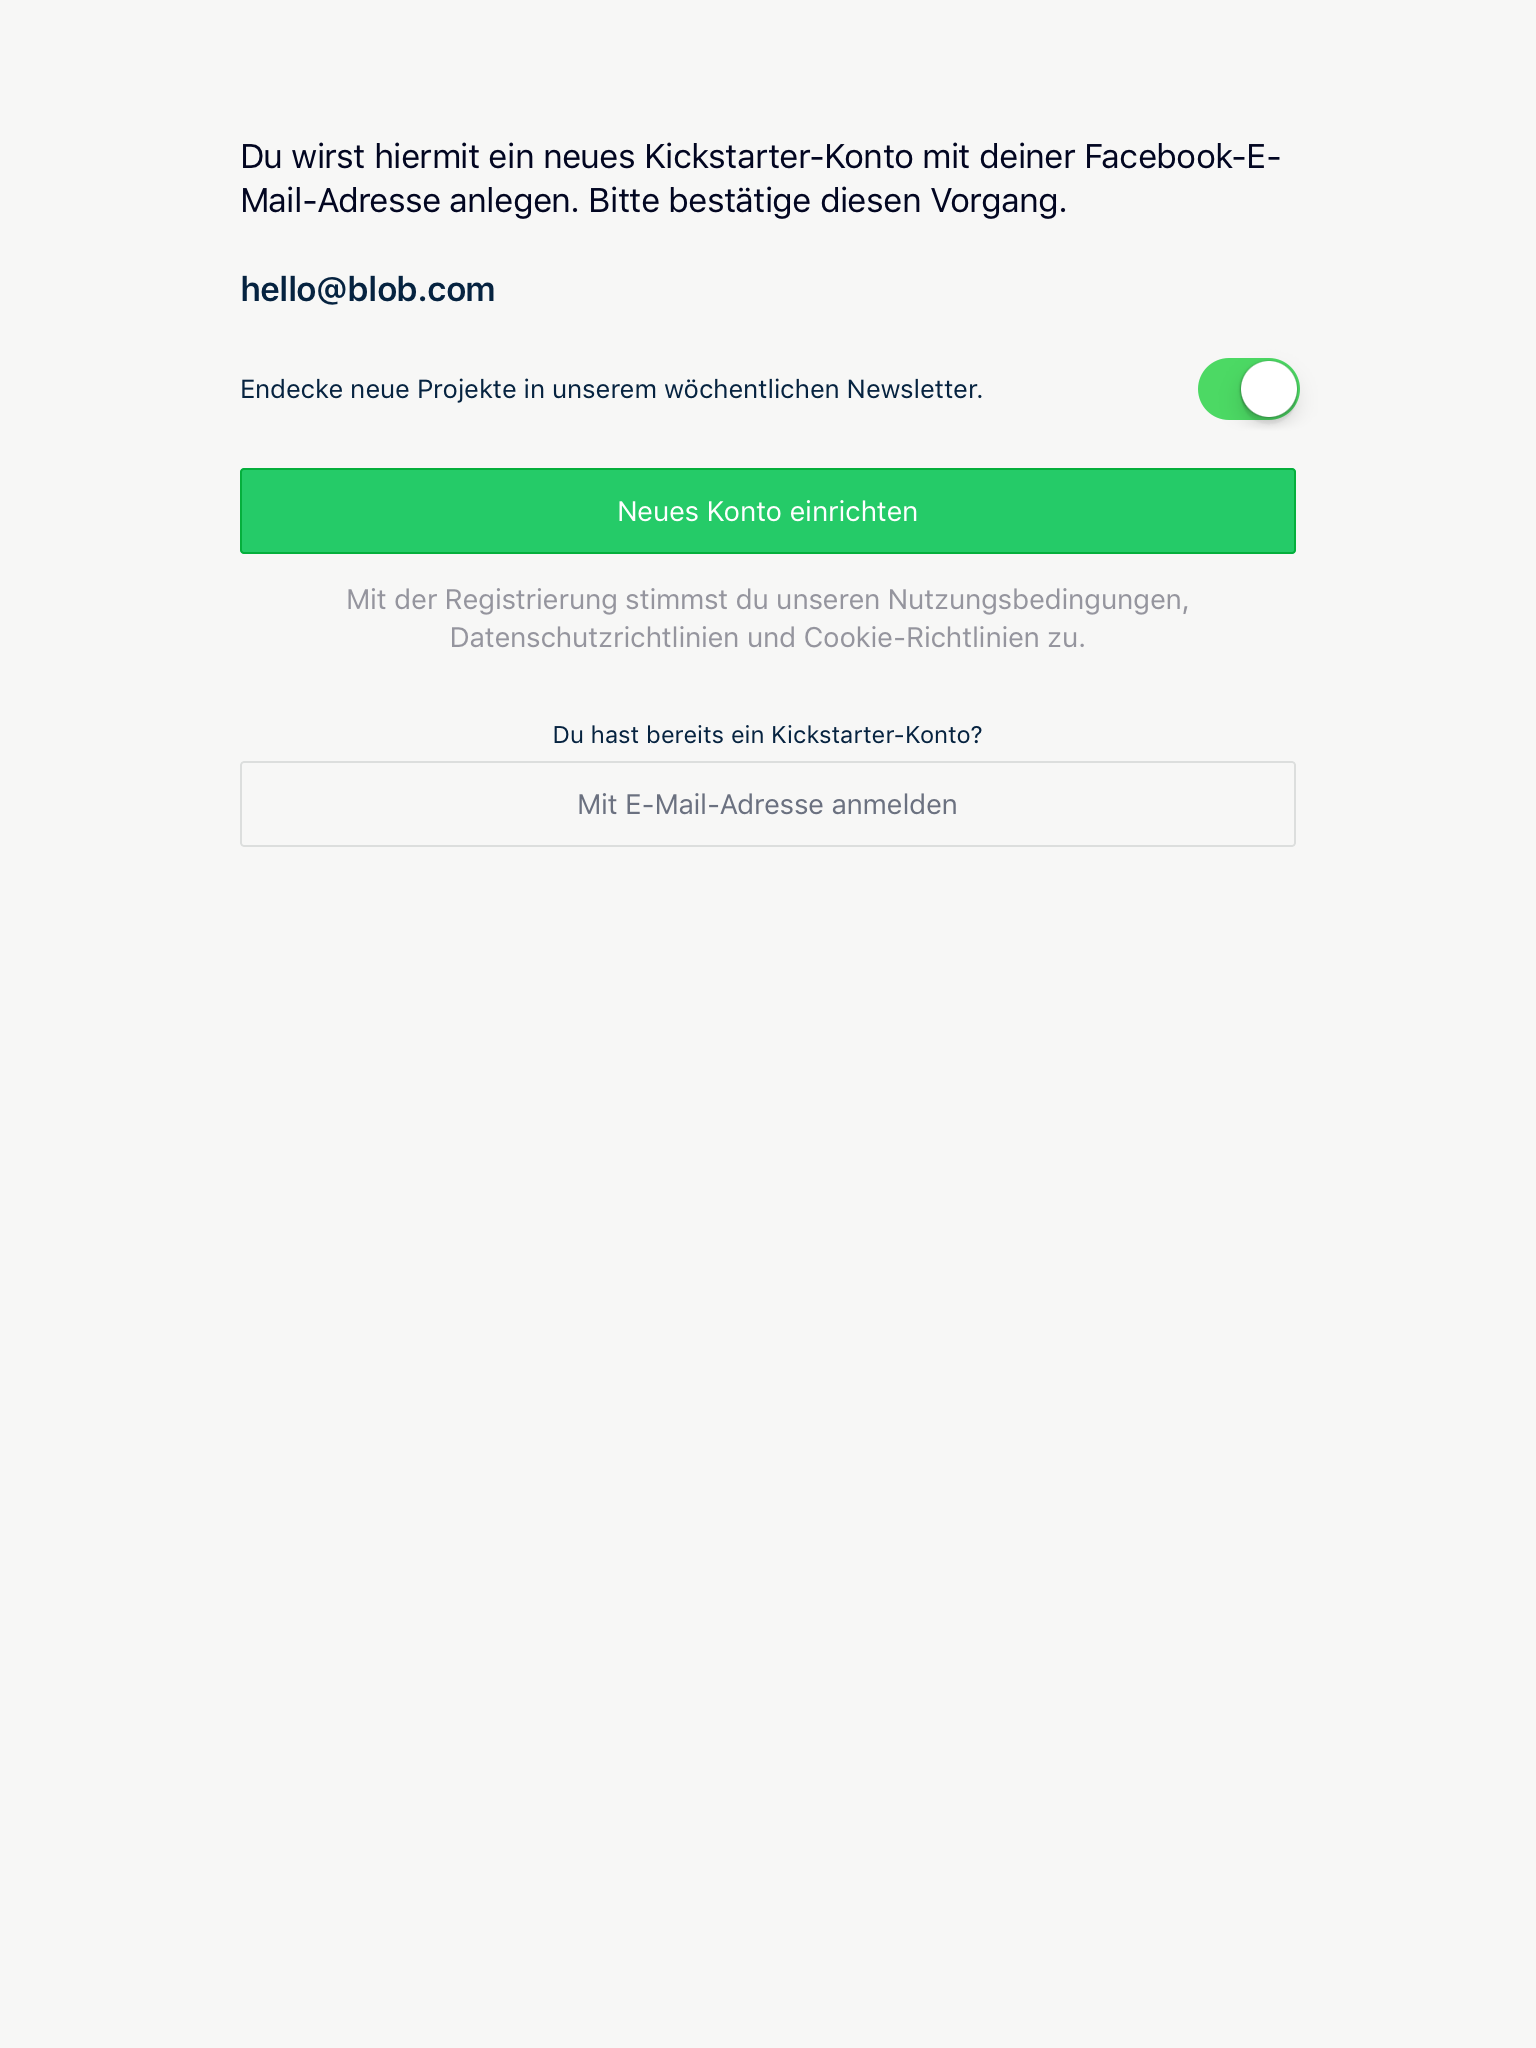 Du wirst hiermit ein neues Kickstarter-Konto mit deiner Facebook-E-
Mail-Adresse anlegen. Bitte bestätige diesen Vorgang.
hello@blob.com
Endecke neue Projekte in unserem wöchentlichen Newsletter.
Neues Konto einrichten
Mit der Registrierung stimmst du unseren Nutzungsbedingungen,
Datenschutzrichtlinien und Cookie-Richtlinien zu.
Du hast bereits ein Kickstarter-Konto?
Mit E-Mail-Adresse anmelden